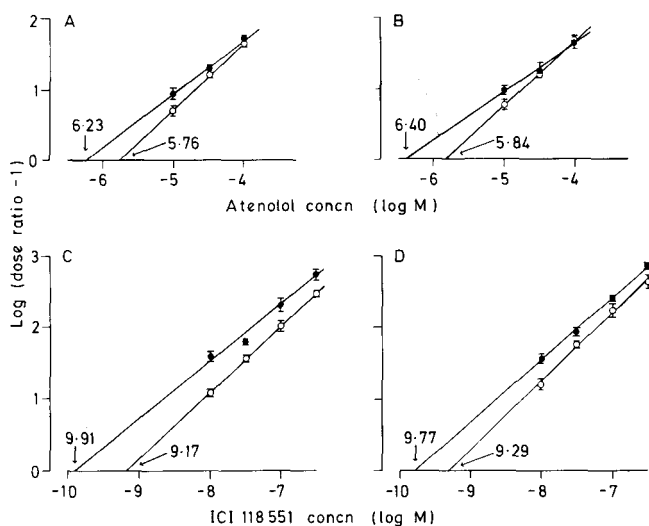 A
B
2
1
0
6·23
5·76
6·40
5·84
-6 -5 -4
-6 -5 -4
Atenolol concn (log M)
Log (dose ratio -1)
C
D
3
2
1
0
9·91
9·17
9·77
9·29
-10 -9 -8 -7
-10 -9 -8 -7
ICI 118 551 concn (log M)